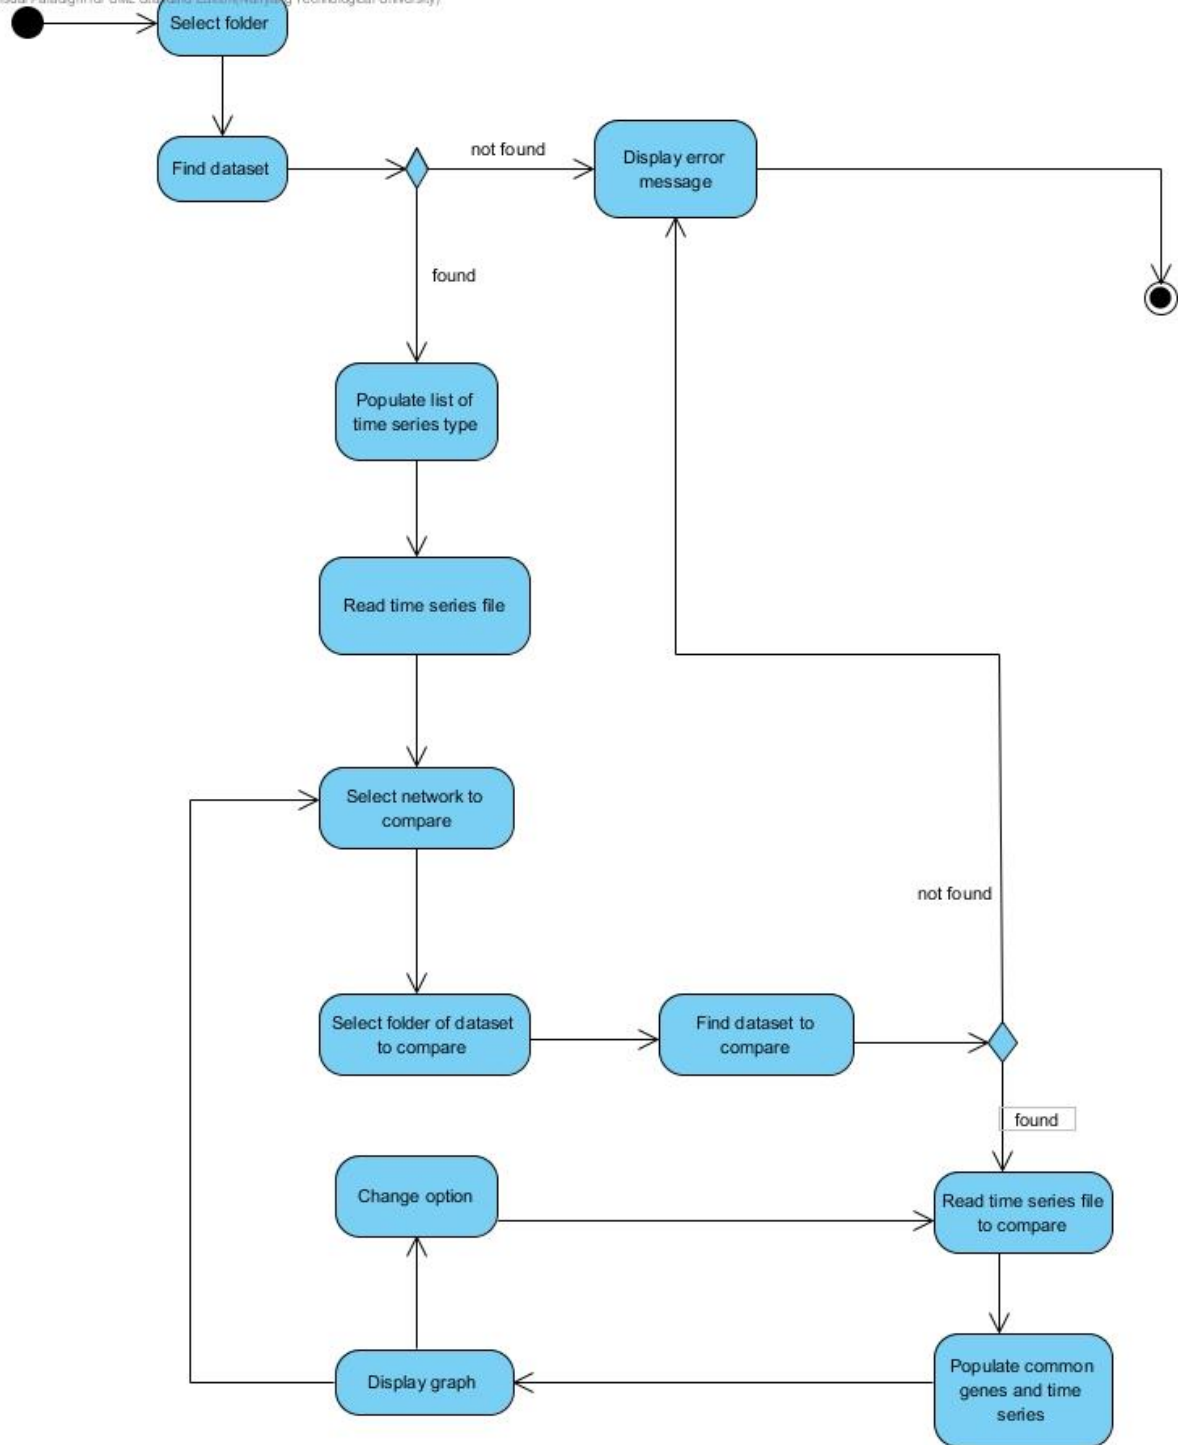 Select folder
Find dataset
not found
Display error
message
found
Populate list of
time series type
Read time series file
Select network to
compare
not found
Select folder of dataset
to compare
Find dataset to
compare
found
Change option
Read time series file
to compare
Display graph
Populate common
genes and time
series